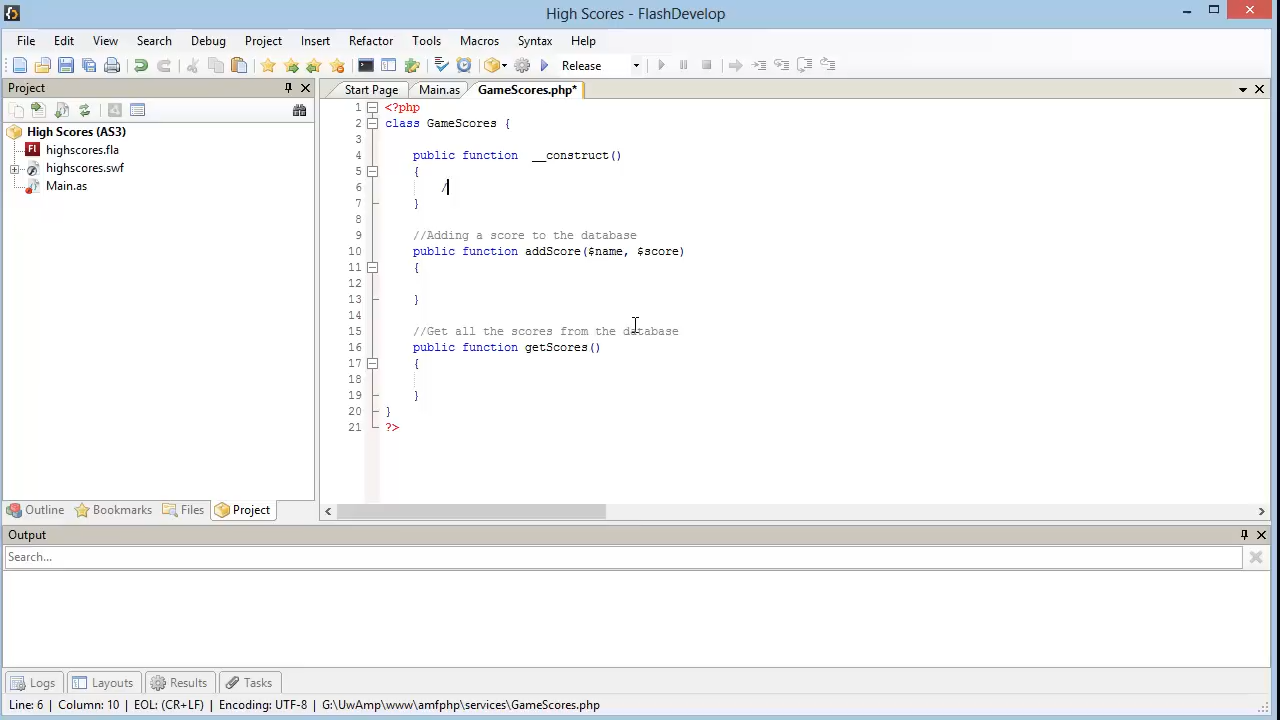 High Scores - FlashDevelop
File Edit View Search Debug Project Insert Refactor Tools Macros Syntax Help
Release
Project
Start Page Main.as GameScores.php*
High Scores (AS3)
highscores.fla
highscores.swf
Main.as
1 <?php
2 class GameScores {
3
4 public function __construct()
5 {
6 /
7 }
8
9 //Adding a score to the database
10 public function addScore($name, $score)
11 {
12
13 }
14
15 //Get all the scores from the database
16 public function getScores()
17 {
18
19 }
20 }
21 ?>
Outline Bookmarks Files Project
Output
Search...
Logs Layouts Results Tasks
Line: 6 | Column: 10 | EOL: (CR+LF) | Encoding: UTF-8 | G:\UwAmp\www\amfphp\services\GameScores.php